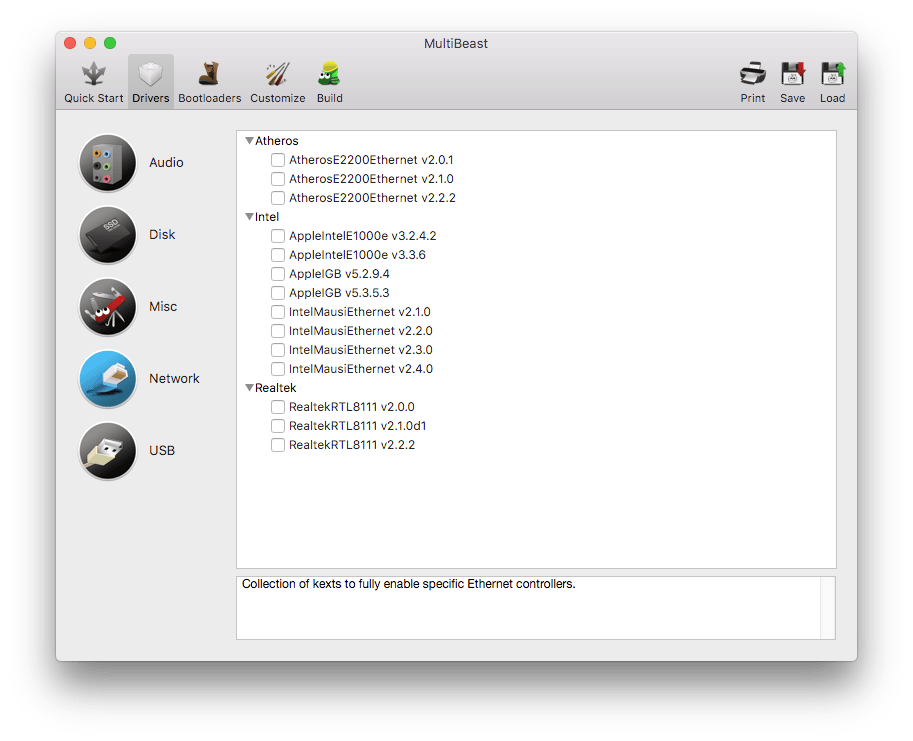 MultiBeast
Quick Start Drivers Bootloaders Customize Build Print Save Load
Audio
Disk
SSD
Misc
Network
USB
Atheros
AtherosE2200Ethernet v2.0.1
AtherosE2200Ethernet v2.1.0
AtherosE2200Ethernet v2.2.2
Intel
AppleIntelE1000e v3.2.4.2
AppleIntelE1000e v3.3.6
AppleIGB v5.2.9.4
AppleIGB v5.3.5.3
IntelMausiEthernet v2.1.0
IntelMausiEthernet v2.2.0
IntelMausiEthernet v2.3.0
IntelMausiEthernet v2.4.0
Realtek
RealtekRTL8111 v2.0.0
RealtekRTL8111 v2.1.0d1
RealtekRTL8111 v2.2.2
Collection of kexts to fully enable specific Ethernet controllers.